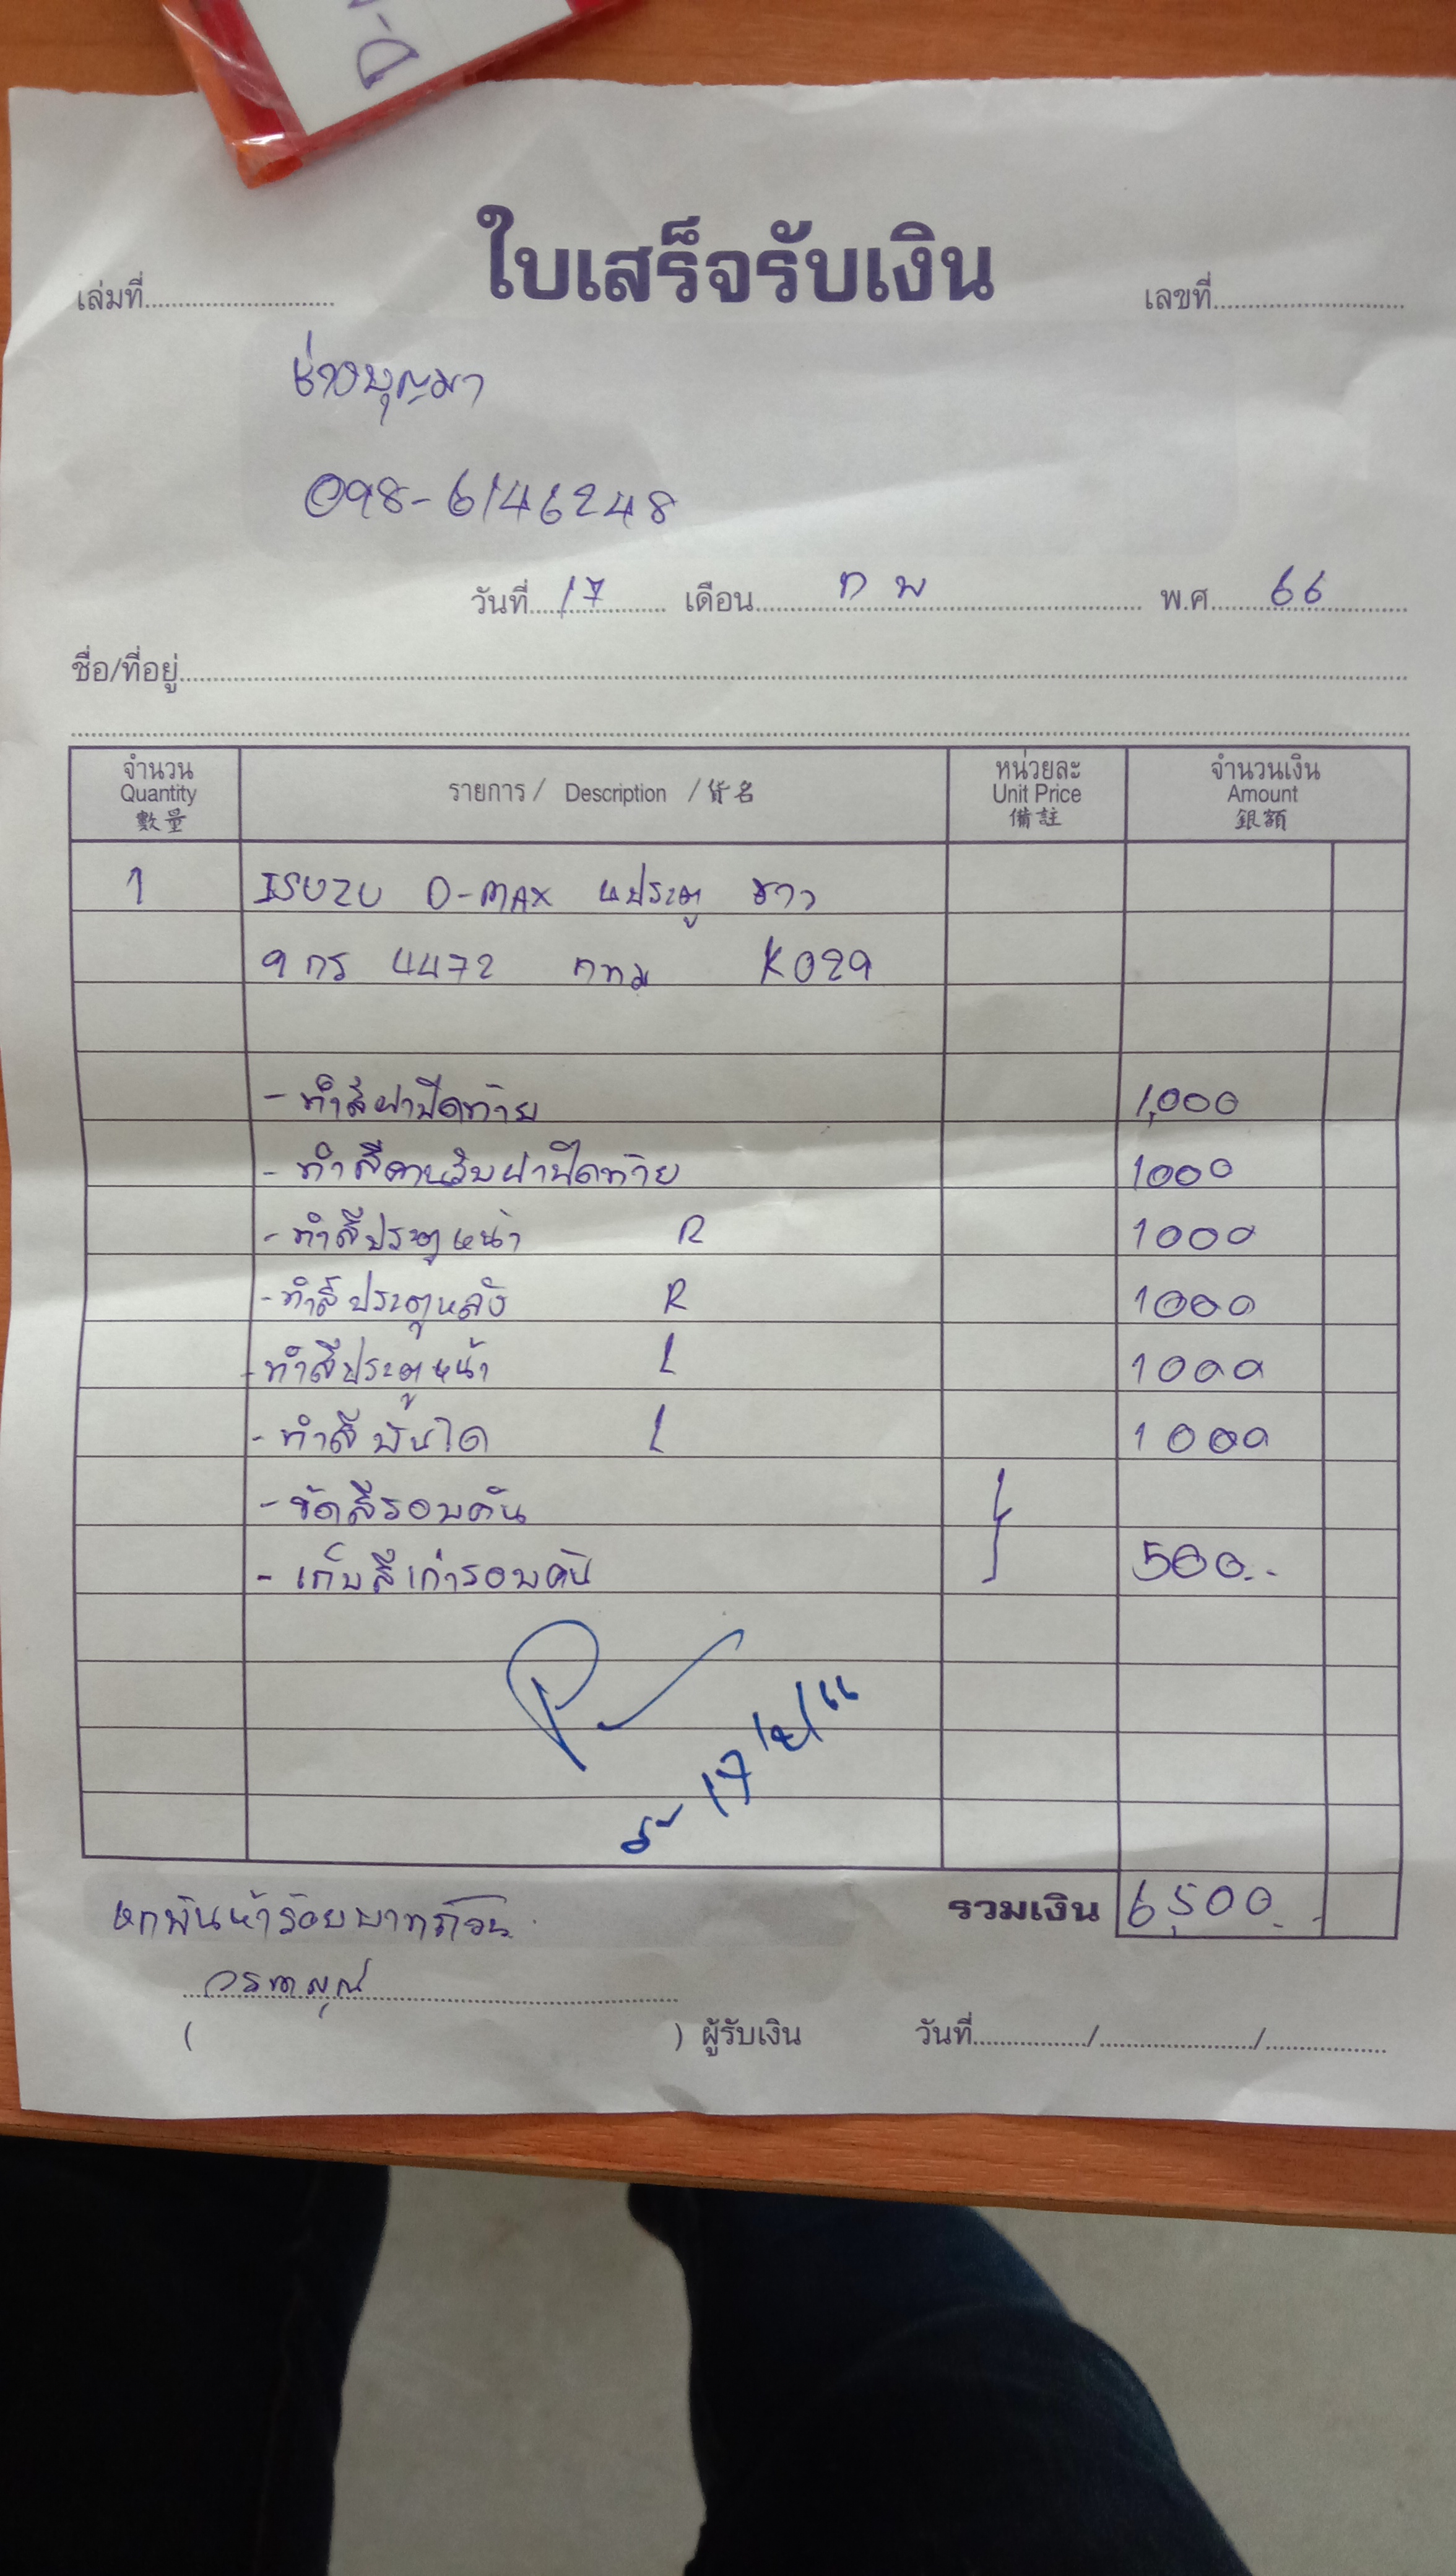 D-
ใบเสร็จรับเงิน
เล่มที่
เลขที่
ช่างบุญมา
098-6146248
วันที่ 17 เดือน ก พ พ.ศ. 66
ชื่อ/ที่อยู่
จำนวน รายการ / Description / 貨名 หน่วยละ จำนวนเงิน
Quantity Unit Price Amount
數量 備註 銀額
1 ISUZU D-MAX 4ประตู ขาว
9 กร 4472 กทม K029
- ทำสีฝาปิดท้าย 1,000
- ทำสีคานรับฝาปิดท้าย 1000
- ทำสีประตูหน้า R 1000
- ทำสีประตูหลัง R 1000
- ทำสีประตูหน้า L 1000
- ทำสีบันได L 1000
- ขัดสีรอบคัน
- เก็บสีเก่ารอบคัน 500.-
17/2/66
หกพันห้าร้อยบาทถ้วน รวมเงิน 6,500.-
( ) ผู้รับเงิน วันที่ / /